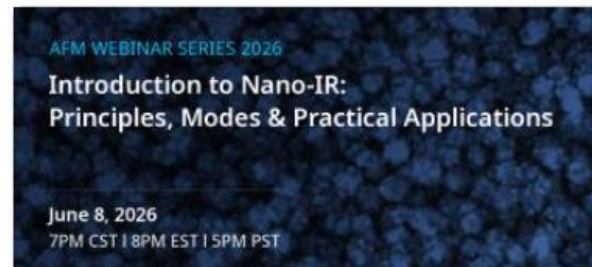 AFM WEBINAR SERIES 2026
Introduction to Nano-IR:
Principles, Modes & Practical Applications
June 8, 2026
7PM CST I 8PM EST I 5PM PST